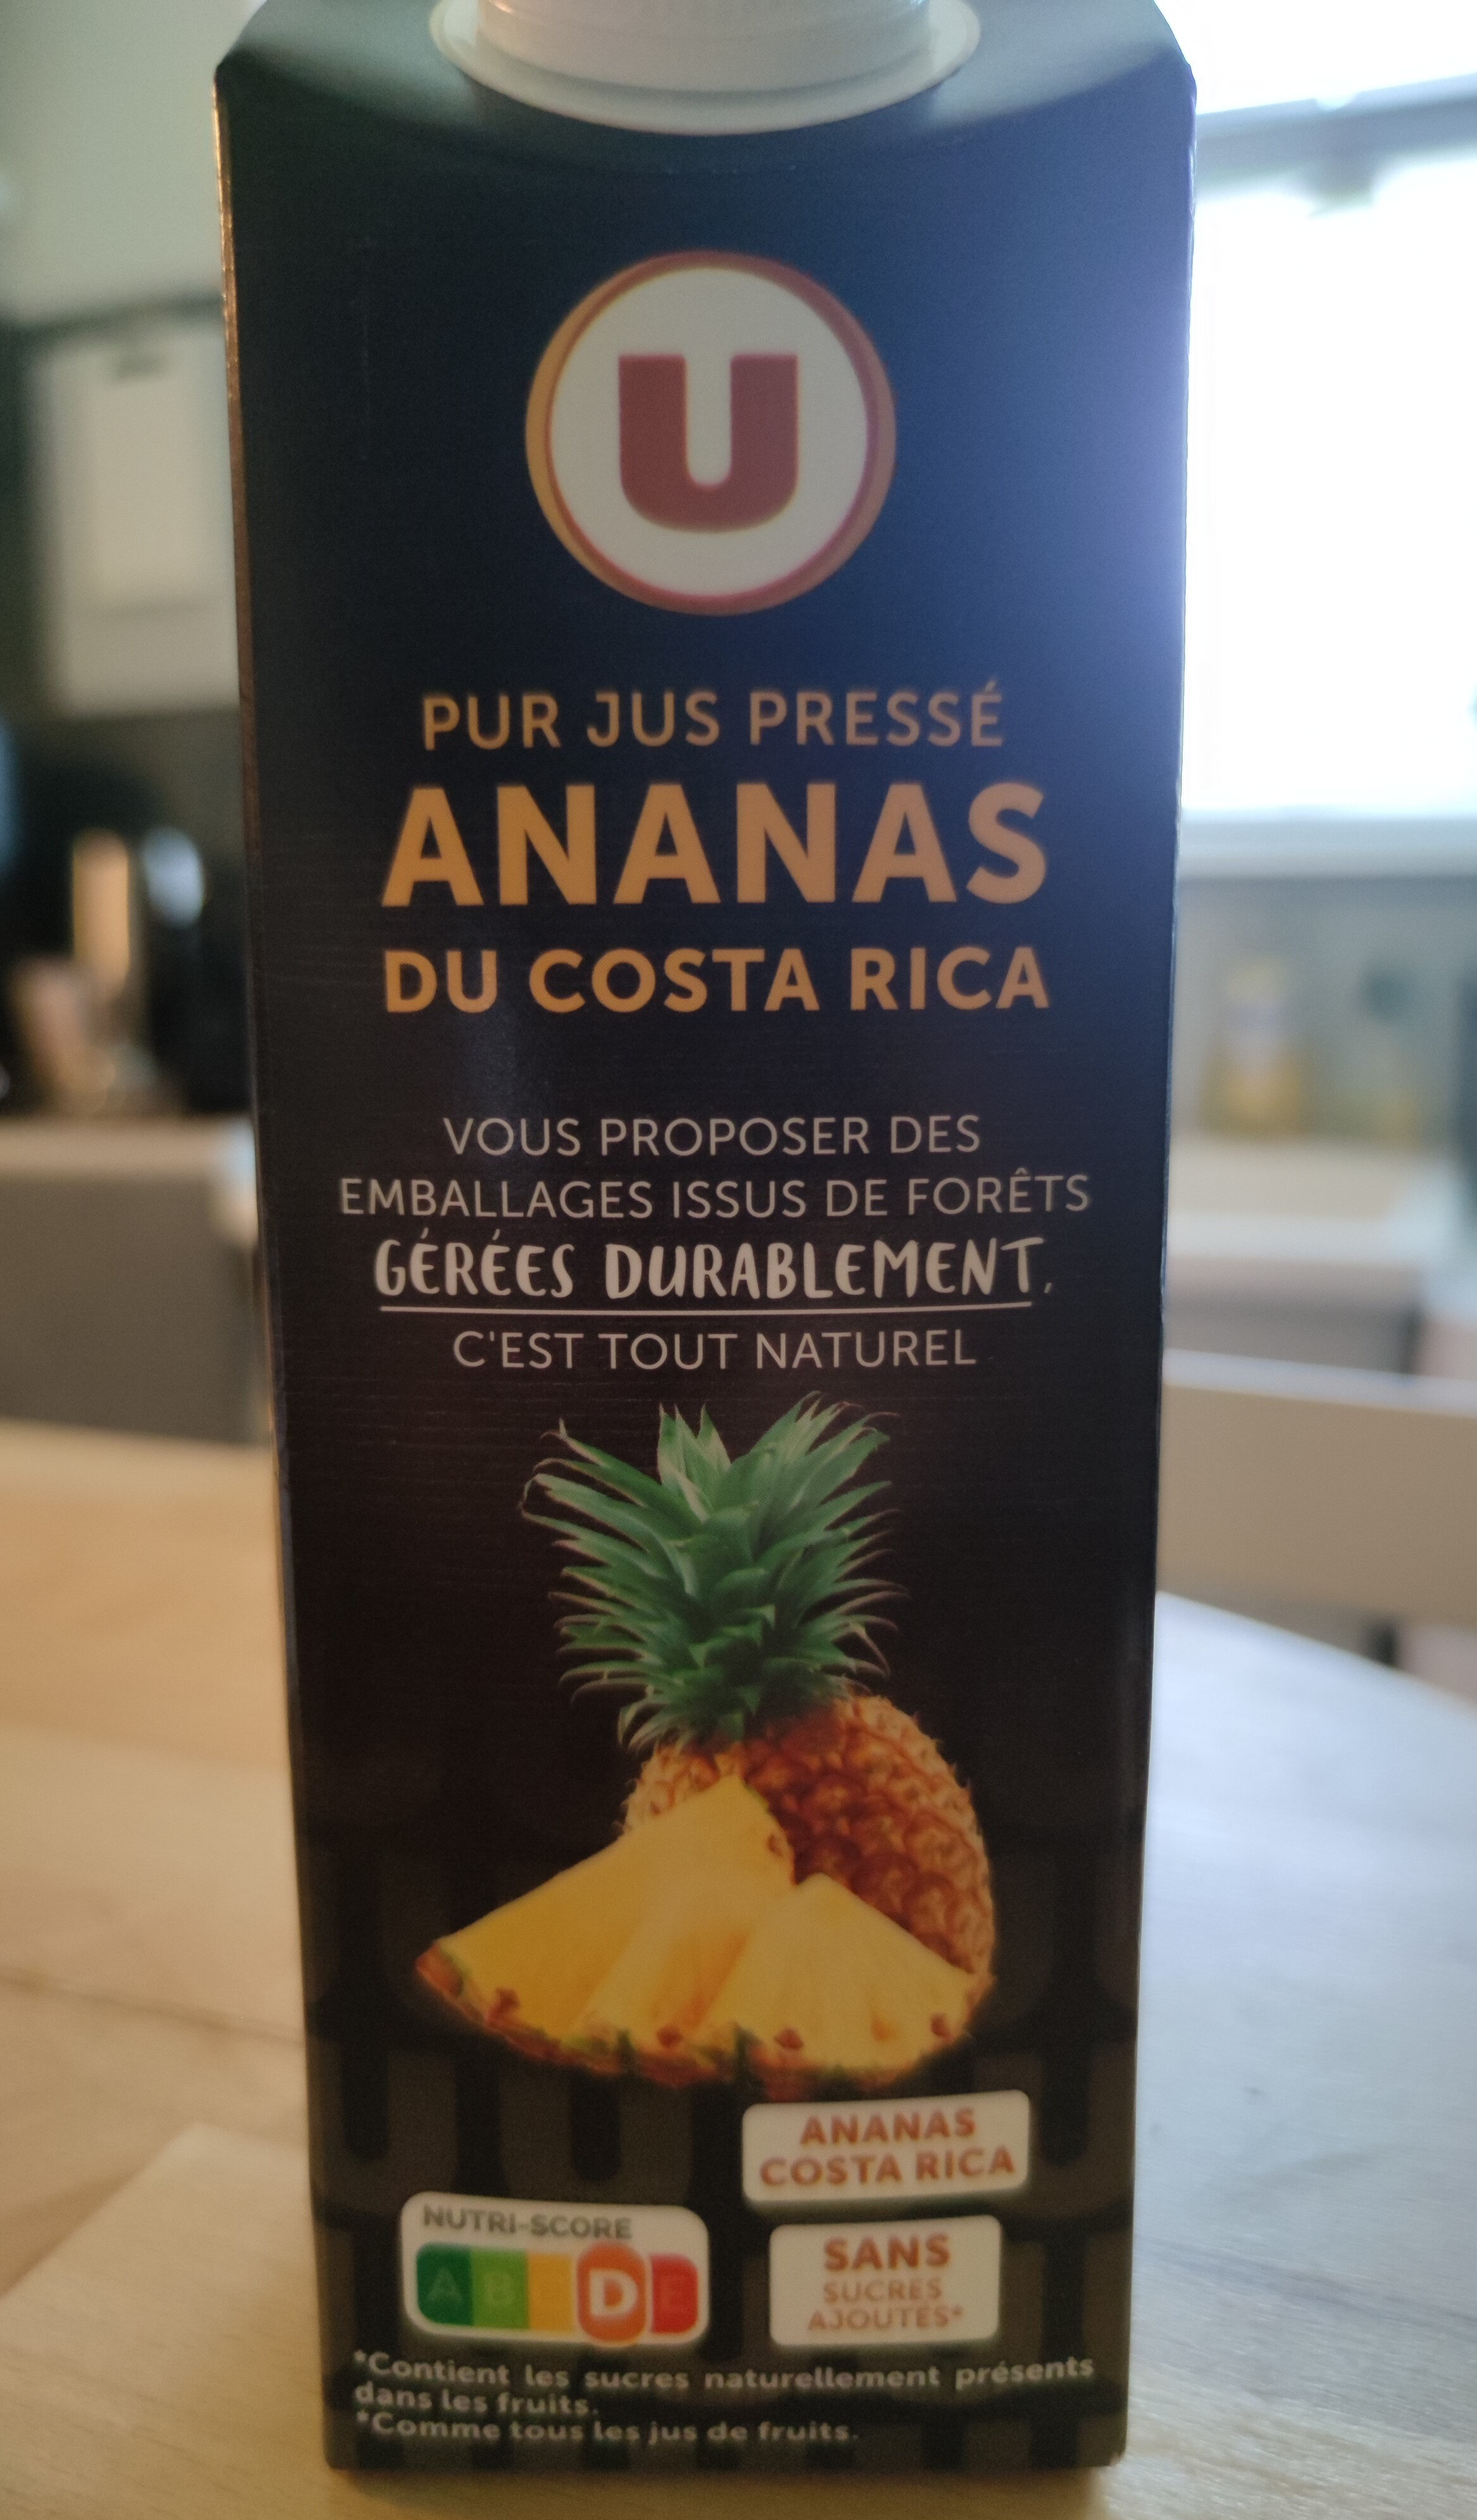 U
PUR JUS PRESSÉ
ANANAS
DU COSTA RICA
VOUS PROPOSER DES
EMBALLAGES ISSUS DE FORÊTS
GÉRÉES DURABLEMENT,
C'EST TOUT NATUREL
ANANAS
COSTA RICA
NUTRI-SCORE
A B D E
SANS
SUCRES
AJOUTÉS*
*Contient les sucres naturellement présents
dans les fruits.
*Comme tous les jus de fruits.